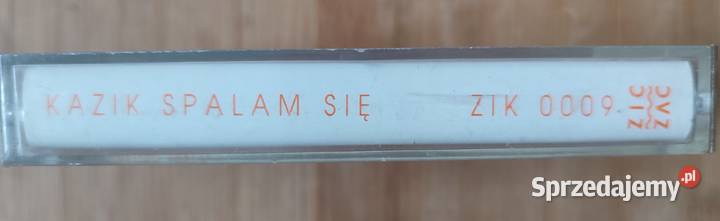 KAZIK SPALAM SIĘ ZIK 0009
ZIC
ZAC
Sprzedajemy.pl